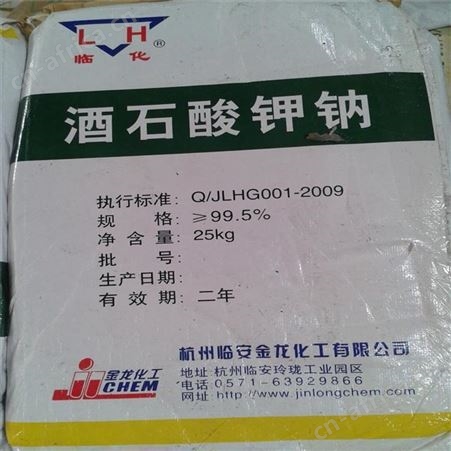 LH®
临化
酒石酸钾钠
执行标准: Q/JLHG001-2009
规 格: ≥99.5%
净 含 量: 25kg
批 号:
生产日期:
有 效 期: 二年
金龙化工
CHEM
杭州临安金龙化工有限公司
地址:杭州临安玲珑工业园区
电话:0571-63929866
网址:http://www.jinlongchem.com